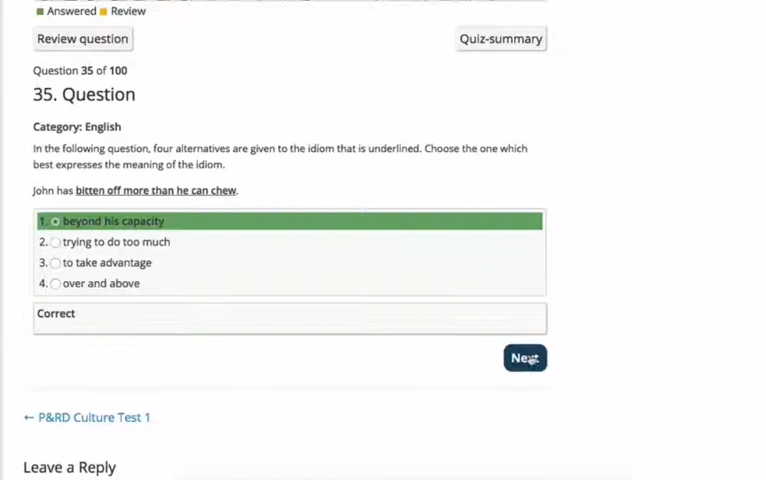 Answered Review
Review question
Quiz-summary
Question 35 of 100
35. Question
Category: English
In the following question, four alternatives are given to the idiom that is underlined. Choose the one which
best expresses the meaning of the idiom.
John has bitten off more than he can chew.
1. beyond his capacity
2. trying to do too much
3. to take advantage
4. over and above
Correct
Next
← P&RD Culture Test 1
Leave a Reply